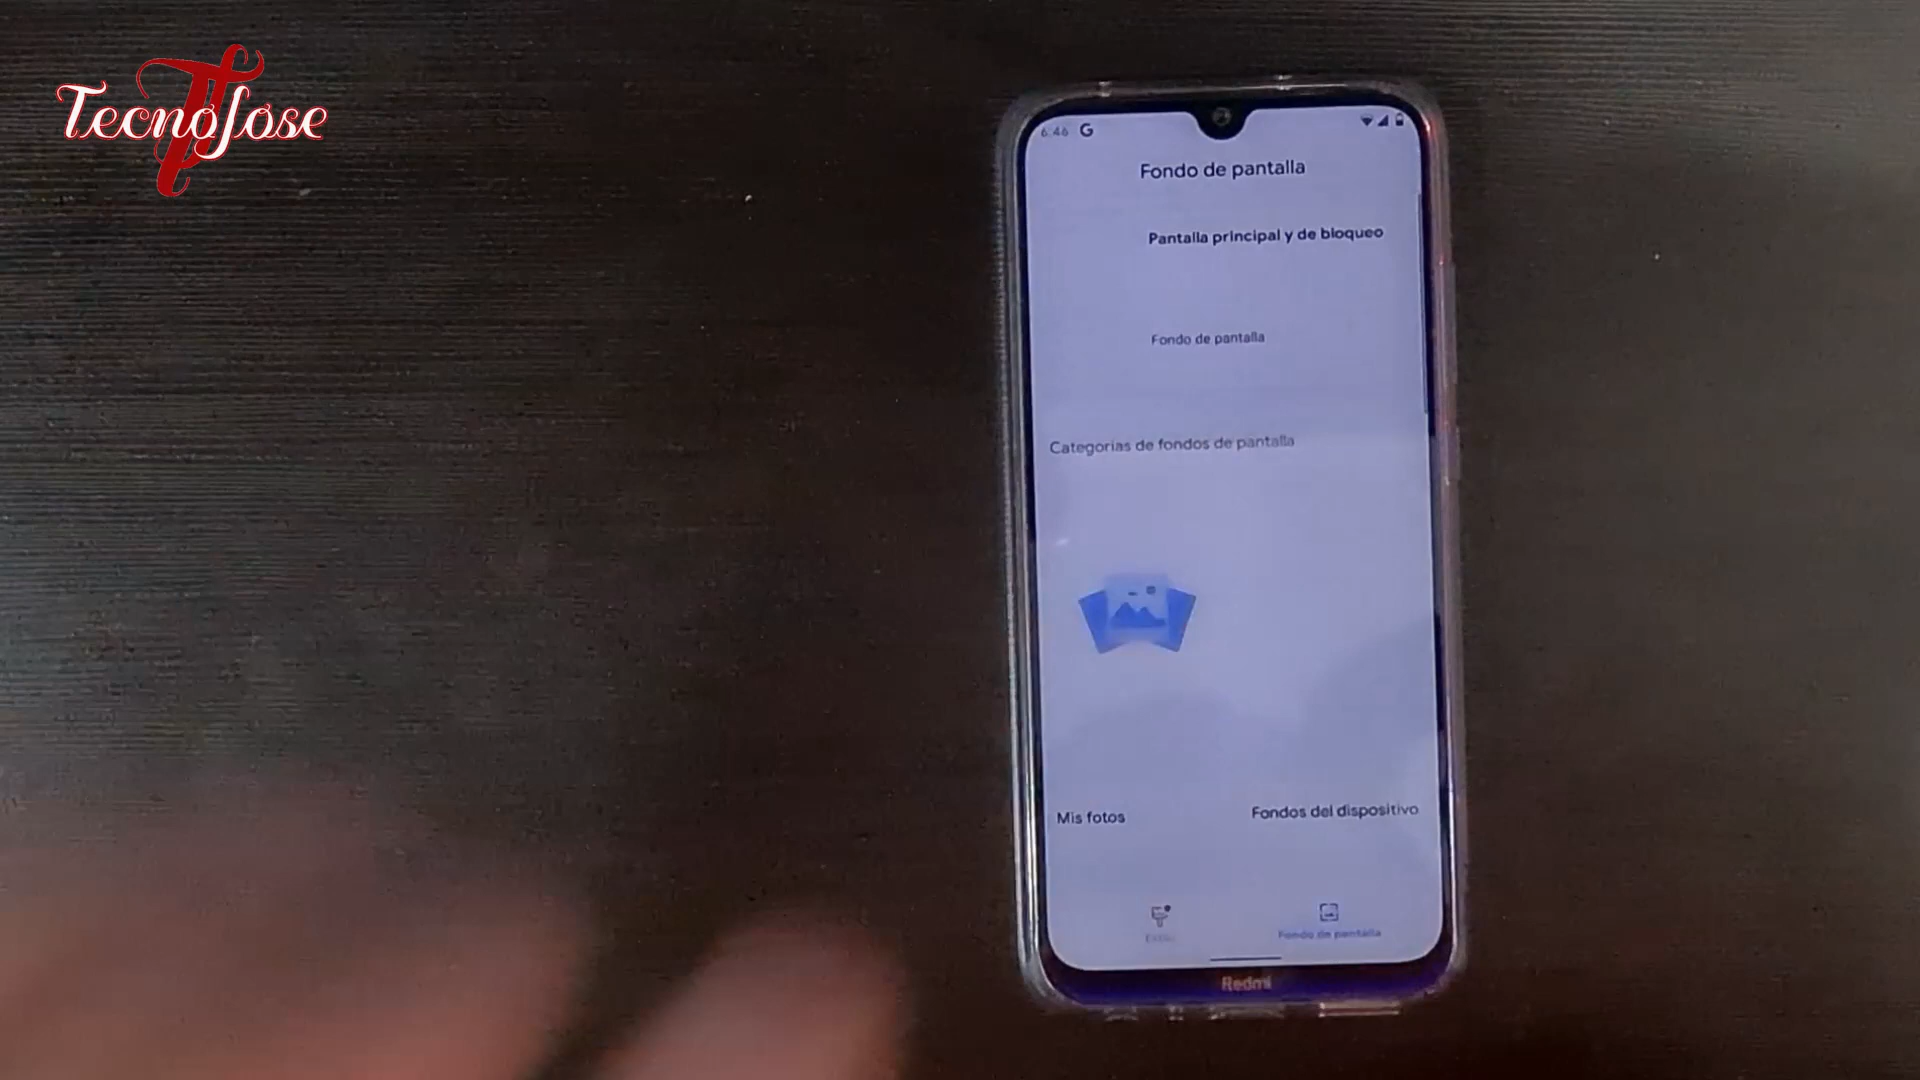 TecnoJose
6:46 G
Fondo de pantalla
Pantalla principal y de bloqueo
Fondo de pantalla
Categorías de fondos de pantalla
Mis fotos
Fondos del dispositivo
Estilo
Fondo de pantalla
Redmi